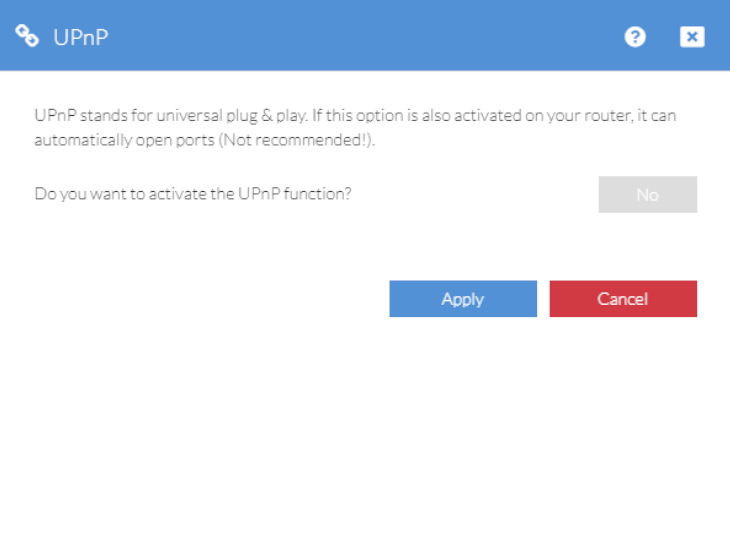 UPnP
UPnP stands for universal plug & play. If this option is also activated on your router, it can
automatically open ports (Not recommended!).
Do you want to activate the UPnP function?
No
Apply
Cancel